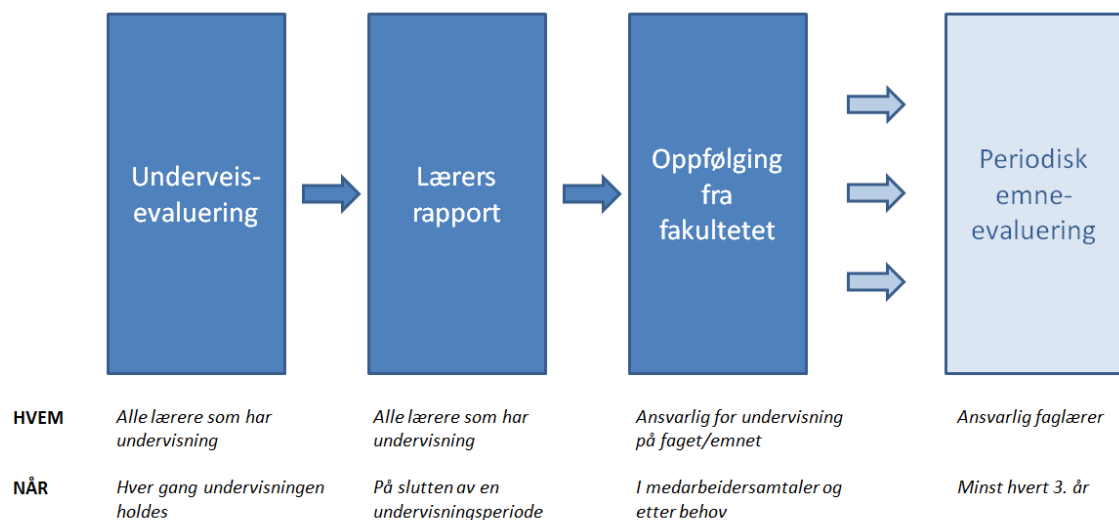 Underveis-
evaluering
Lærers
rapport
Oppfølging
fra
fakultetet
Periodisk
emne-
evaluering
HVEM
Alle lærere som har
undervisning
Alle lærere som har
undervisning
Ansvarlig for undervisning
på faget/emnet
Ansvarlig faglærer
NÅR
Hver gang undervisningen
holdes
På slutten av en
undervisningsperiode
I medarbeidersamtaler og
etter behov
Minst hvert 3. år